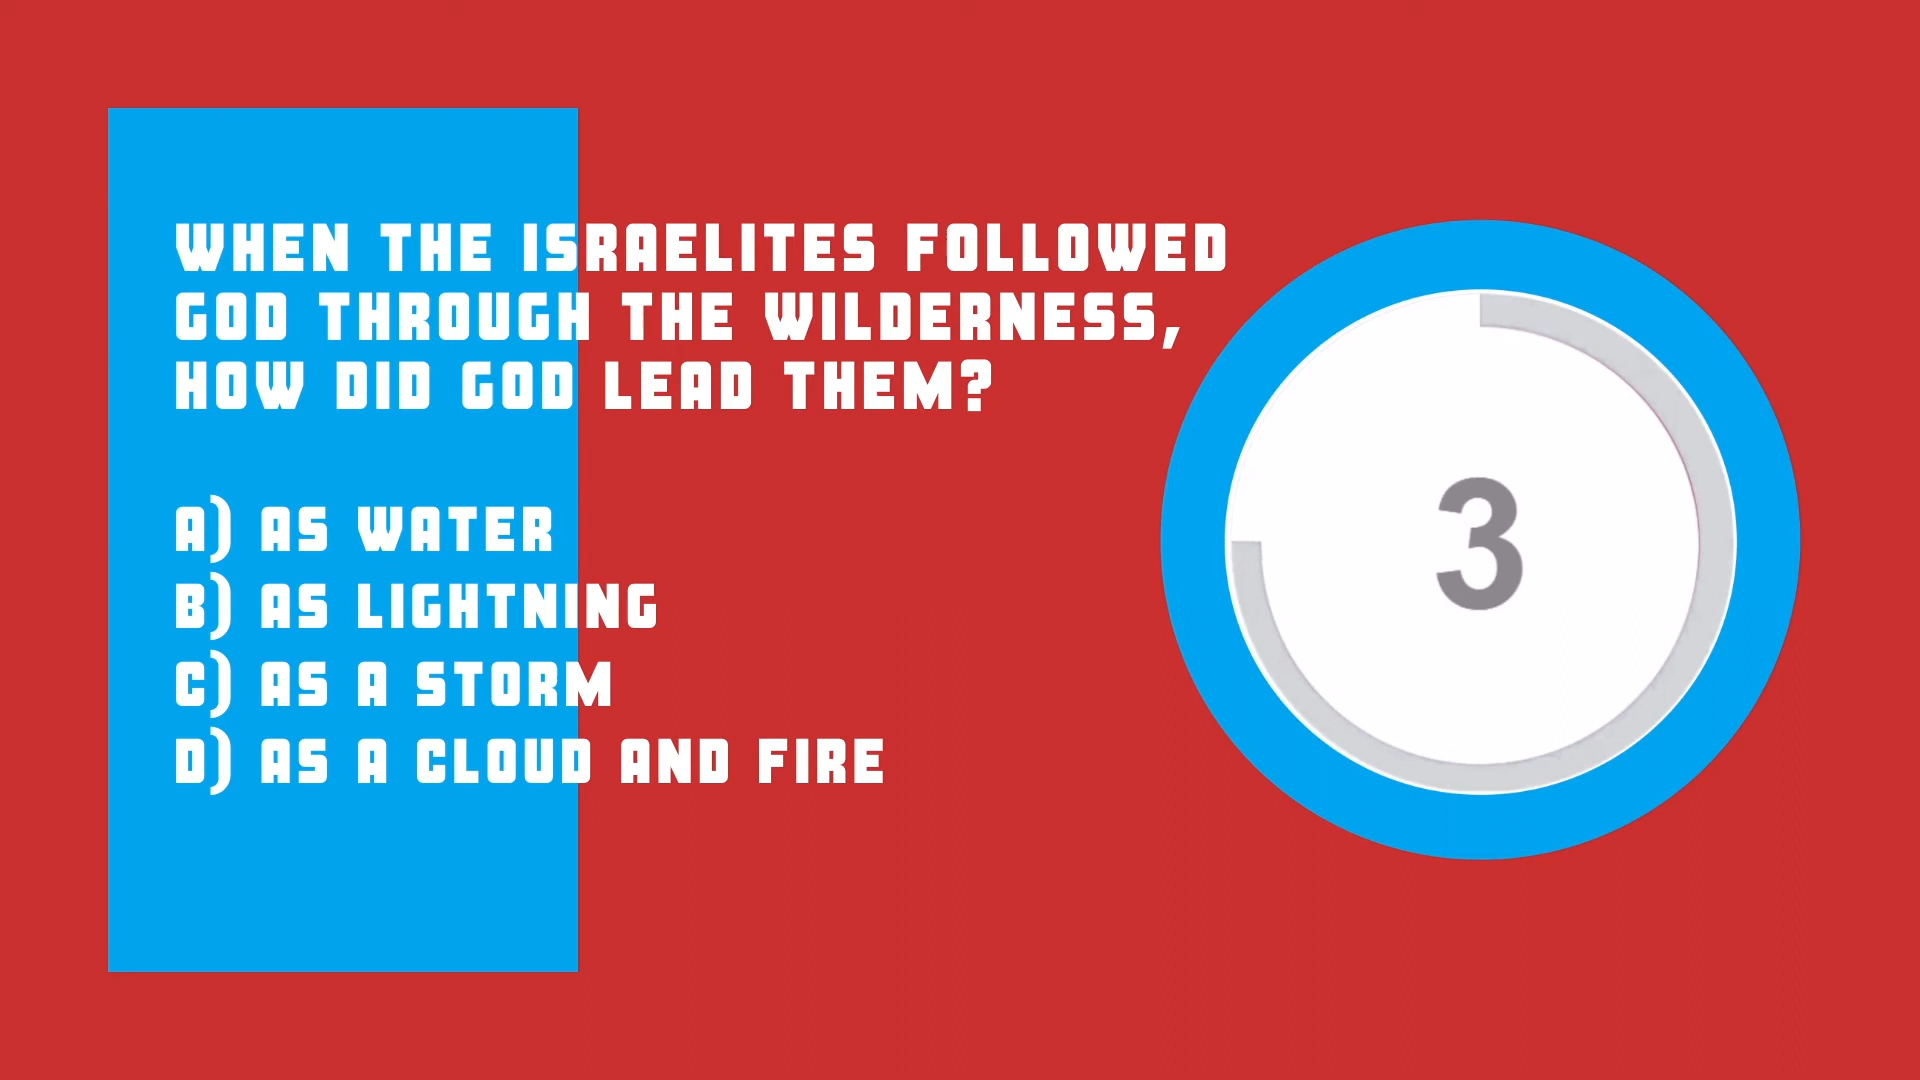 WHEN THE ISRAELITES FOLLOWED
GOD THROUGH THE WILDERNESS,
HOW DID GOD LEAD THEM?
A) AS WATER
B) AS LIGHTNING
C) AS A STORM
D) AS A CLOUD AND FIRE
3